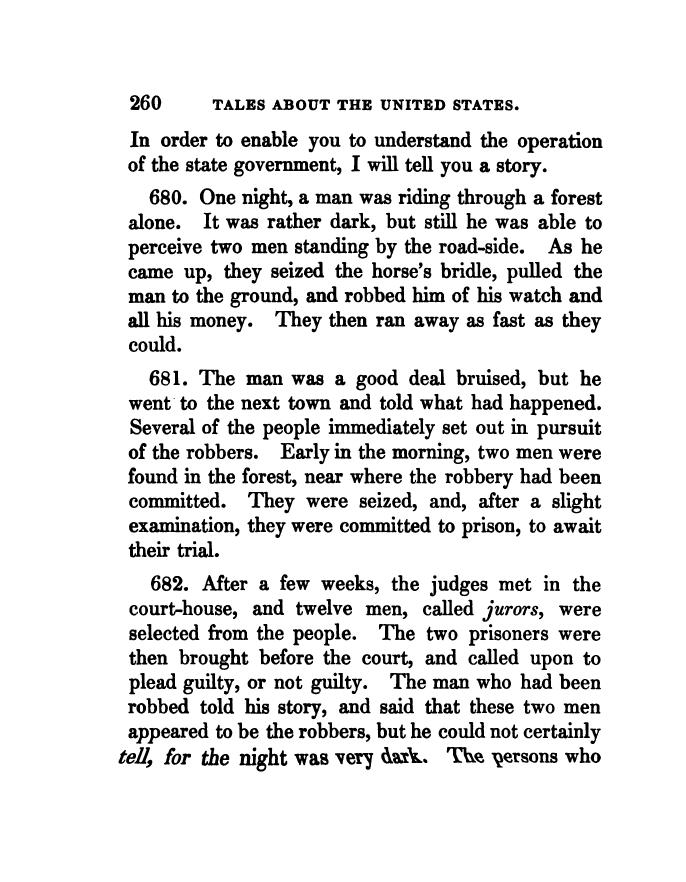 260 TALES ABOUT THE UNITED STATES.
In order to enable you to understand the operation
of the state government, I will tell you a story.
680. One night, a man was riding through a forest
alone. It was rather dark, but still he was able to
perceive two men standing by the road-side. As he
came up, they seized the horse's bridle, pulled the
man to the ground, and robbed him of his watch and
all his money. They then ran away as fast as they
could.
681. The man was a good deal bruised, but he
went to the next town and told what had happened.
Several of the people immediately set out in pursuit
of the robbers. Early in the morning, two men were
found in the forest, near where the robbery had been
committed. They were seized, and, after a slight
examination, they were committed to prison, to await
their trial.
682. After a few weeks, the judges met in the
court-house, and twelve men, called jurors, were
selected from the people. The two prisoners were
then brought before the court, and called upon to
plead guilty, or not guilty. The man who had been
robbed told his story, and said that these two men
appeared to be the robbers, but he could not certainly
tell, for the night was very dark. The persons who